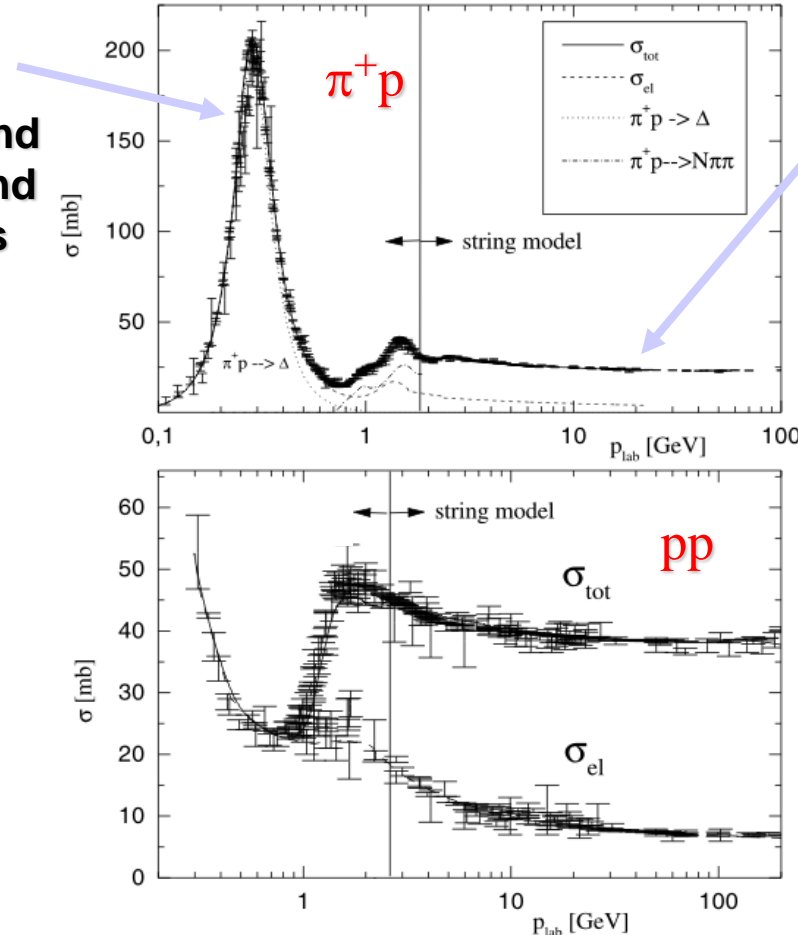 nd
nd
s
200
150
100
50
σ [mb]
π⁺p
σ_tot
σ_el
π⁺p -> Δ
π⁺p-->Nππ
string model
π⁺p --> Δ
0,1
1
10
100
p_lab [GeV]
60
50
40
30
20
10
0
σ [mb]
string model
pp
σ_tot
σ_el
1
10
100
p_lab [GeV]